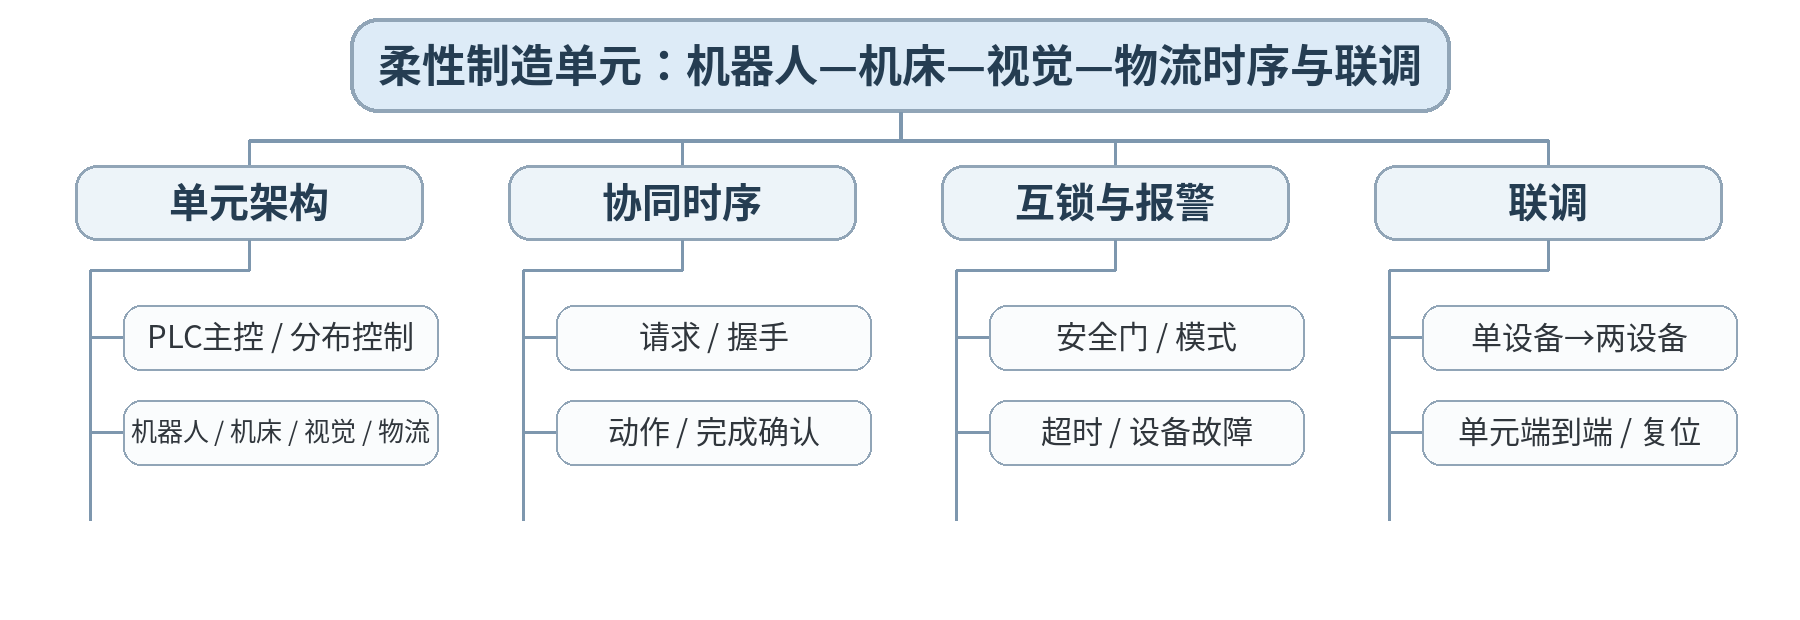 柔性制造单元：机器人—机床—视觉—物流时序与联调
单元架构
PLC主控 / 分布控制
机器人 / 机床 / 视觉 / 物流
协同时序
请求 / 握手
动作 / 完成确认
互锁与报警
安全门 / 模式
超时 / 设备故障
联调
单设备→两设备
单元端到端 / 复位